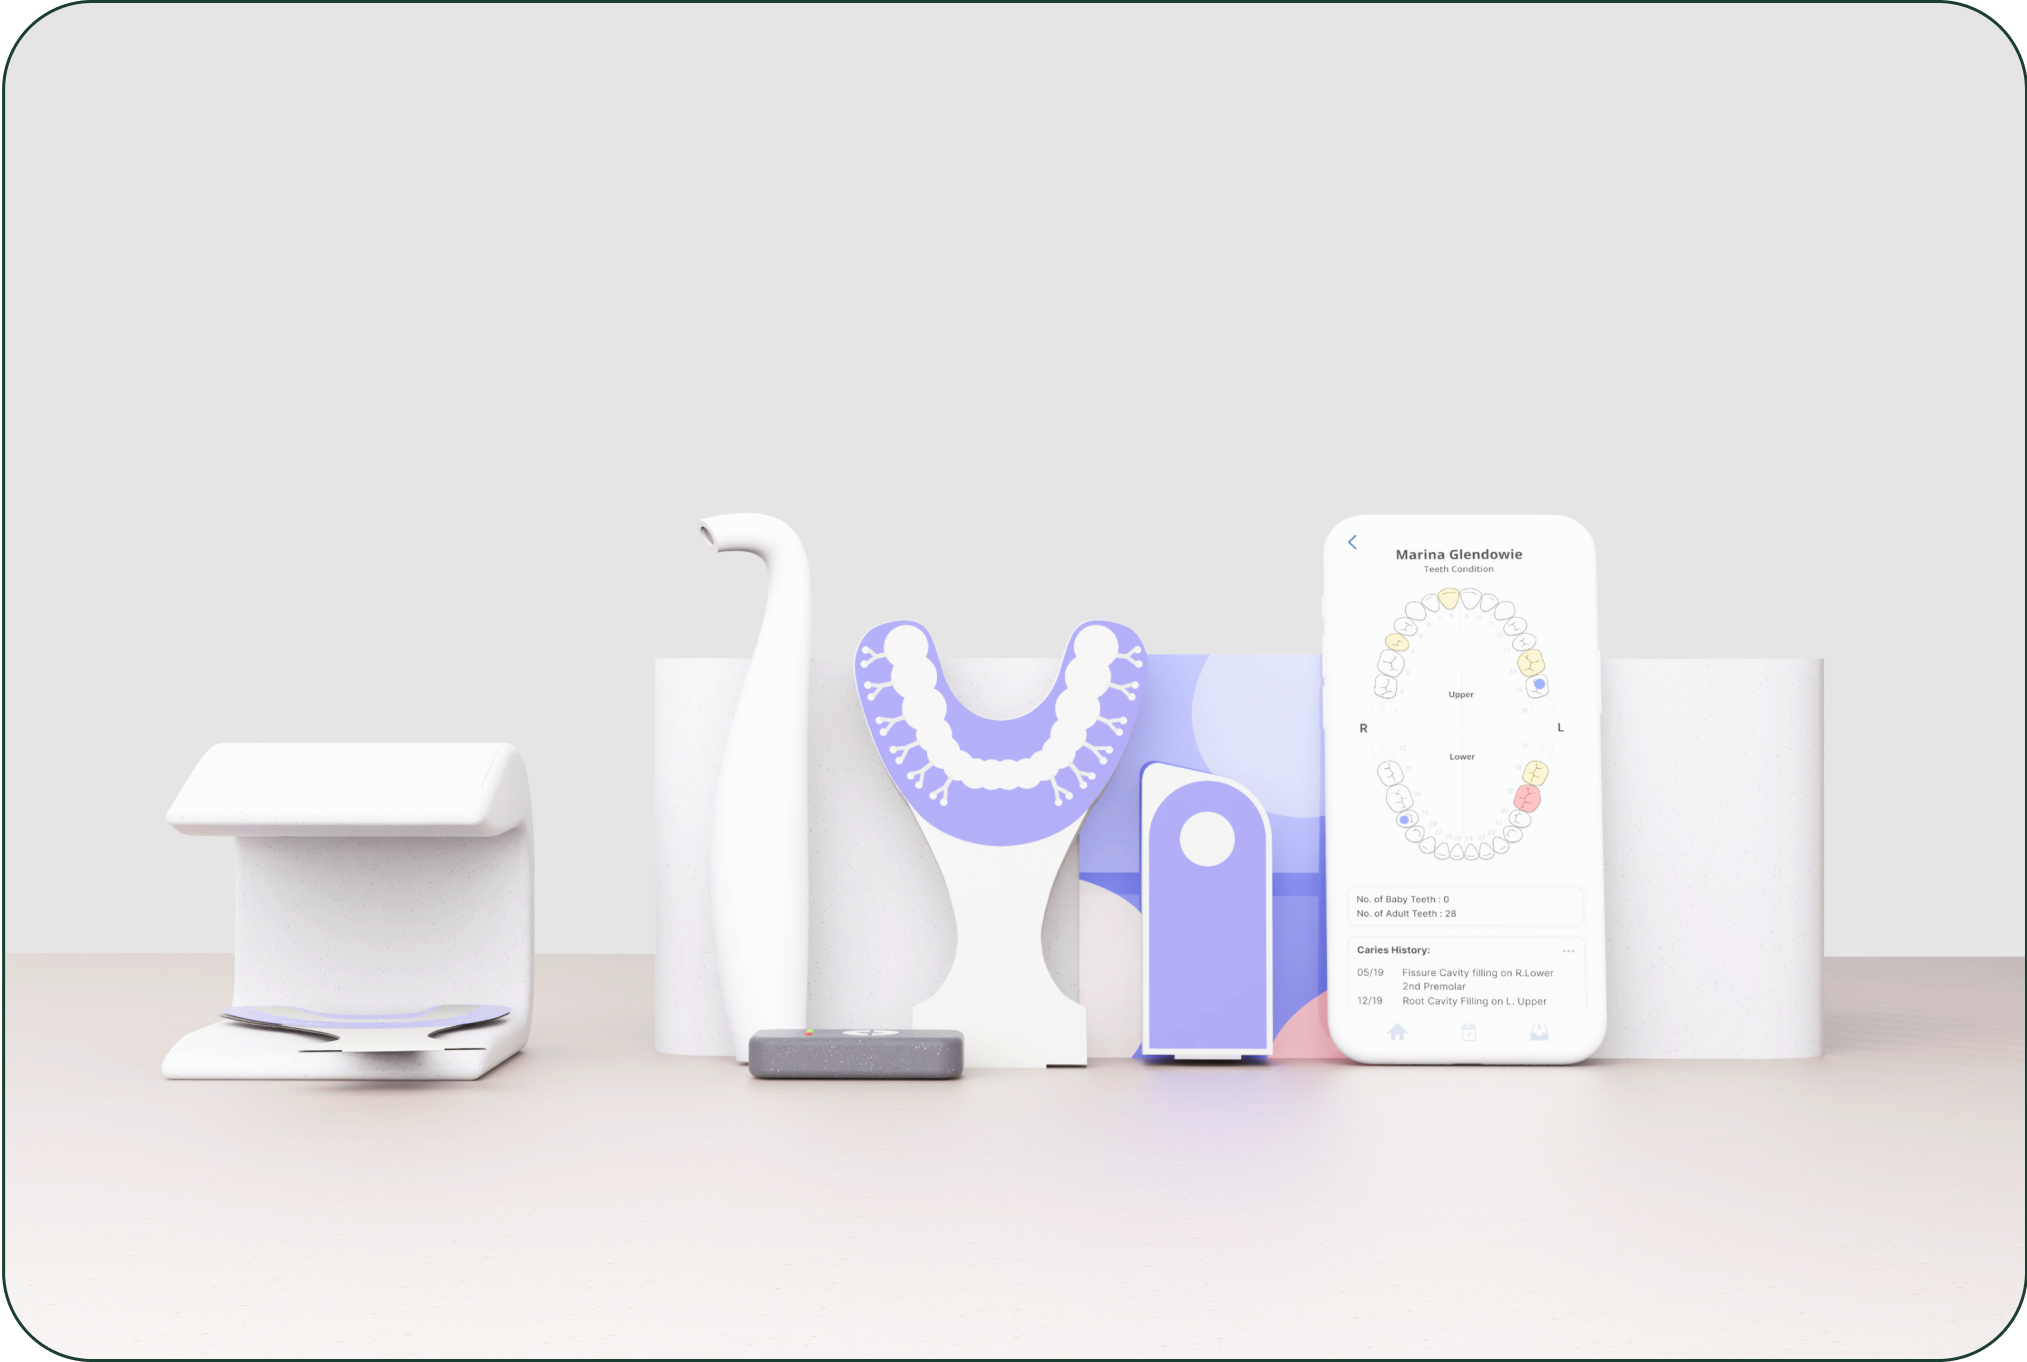 Marina Glendowie
Teeth Condition
Upper
R L
Lower
No. of Baby Teeth : 0
No. of Adult Teeth : 28
Caries History:
05/19 Fissure Cavity filling on R.Lower
2nd Premolar
12/19 Root Cavity Filling on L. Upper